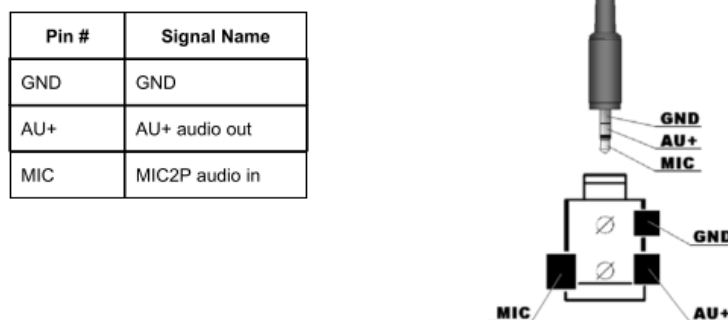 Pin # Signal Name
GND GND
AU+ AU+ audio out
MIC MIC2P audio in
GND
AU+
MIC
GND
MIC AU+